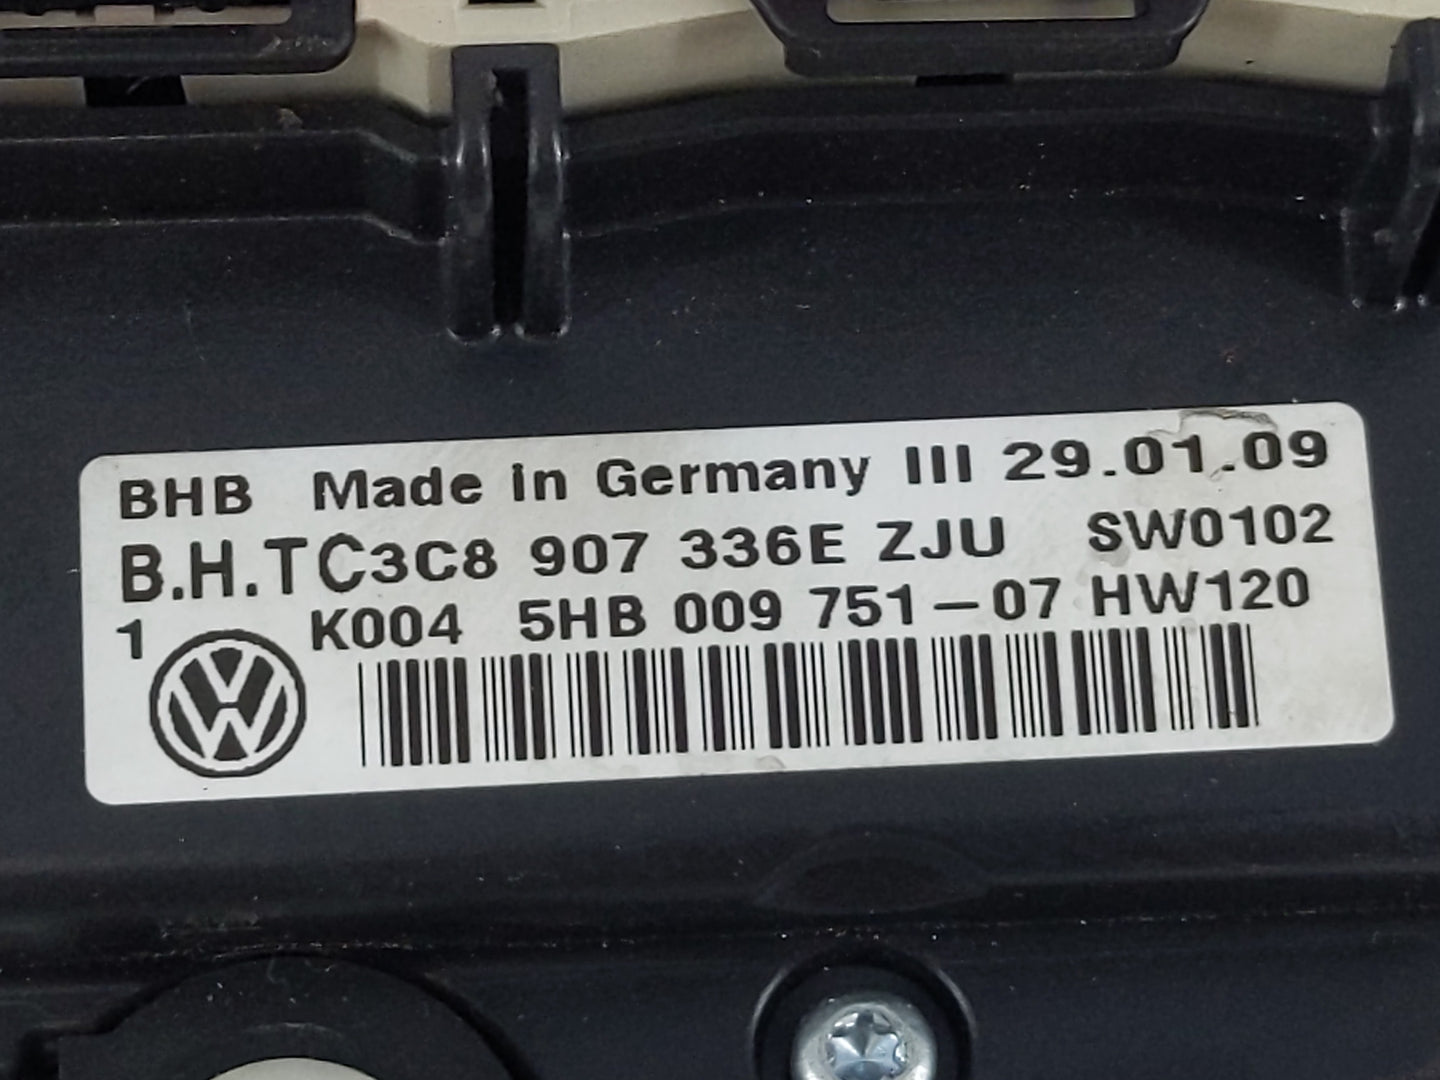 BHB Made in Germany III 29.01.09
B.H.TC3C8 907 336E ZJU SW0102
1 K004 5HB 009 751-07 HW120